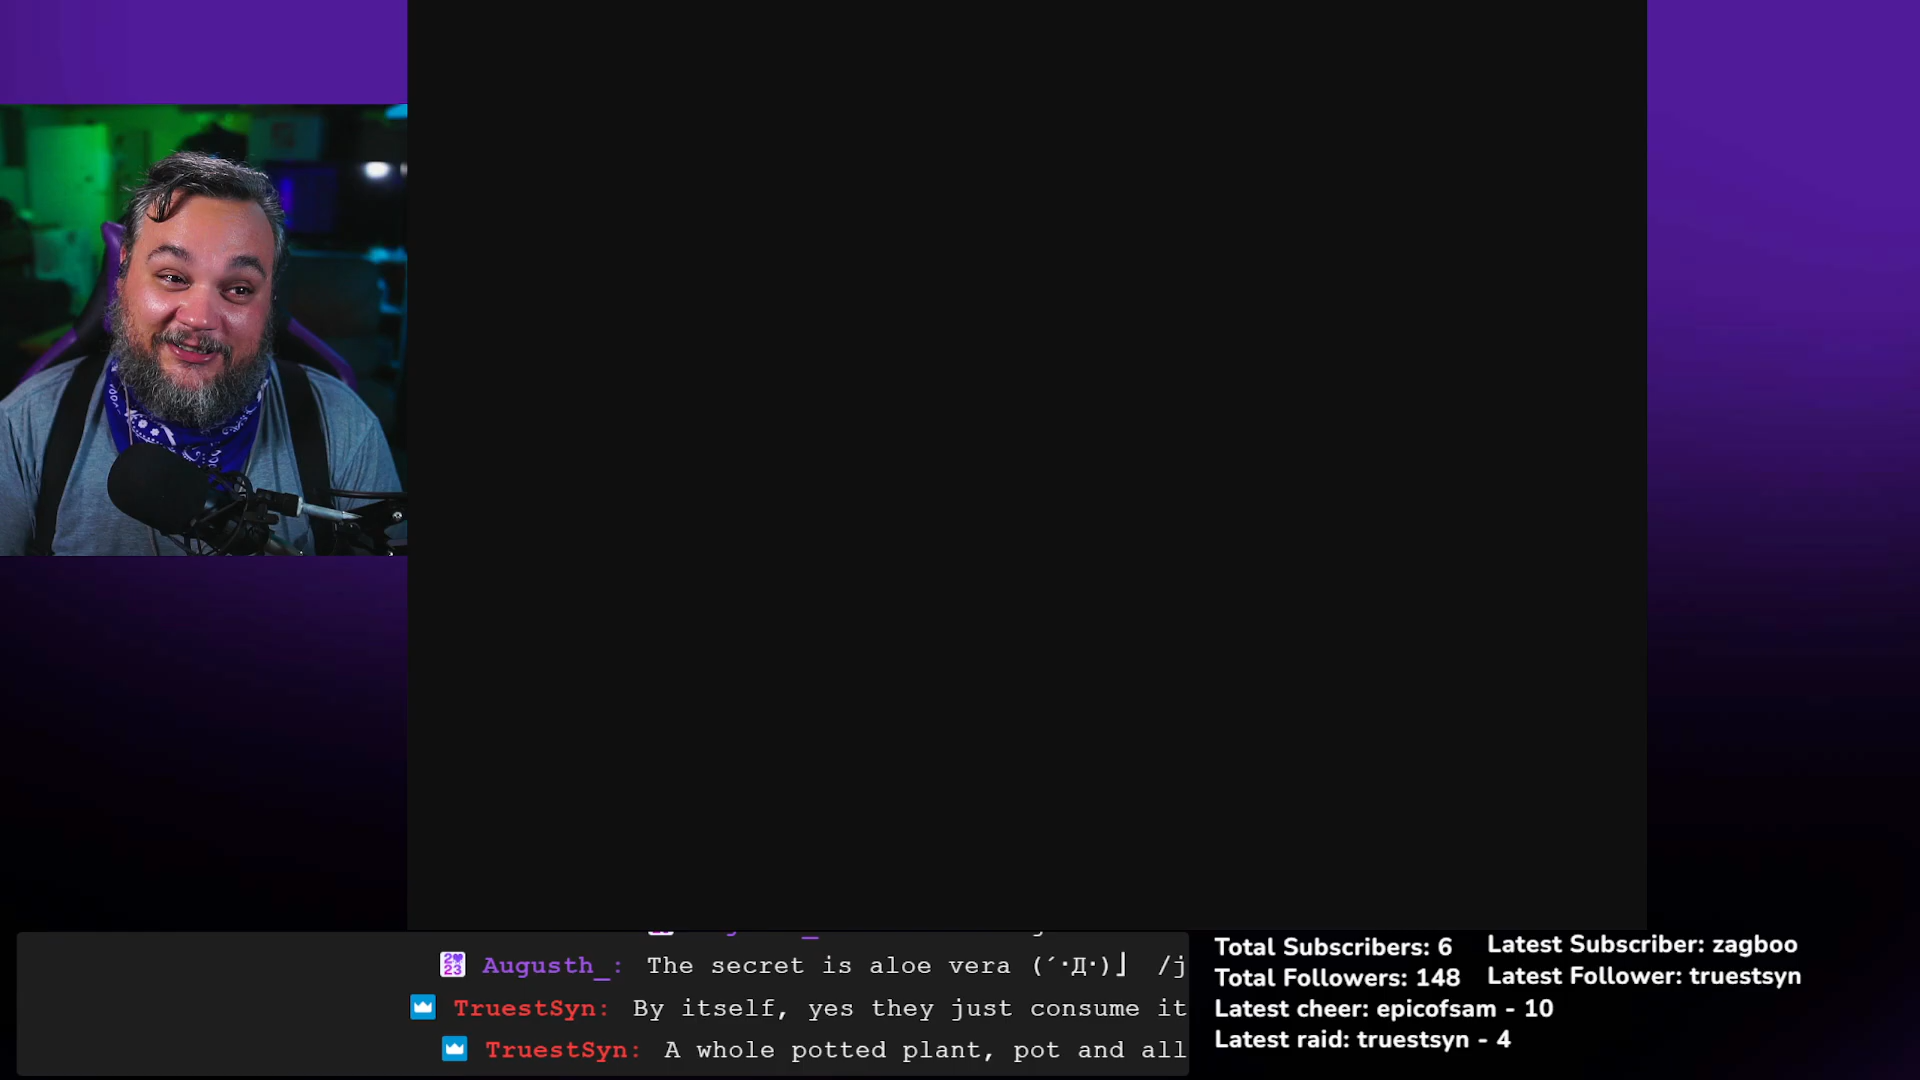 2023 Augusth_: The secret is aloe vera (´･Д･)」 /j
TruestSyn: By itself, yes they just consume it
TruestSyn: A whole potted plant, pot and all
Total Subscribers: 6
Latest Subscriber: zagboo
Total Followers: 148
Latest Follower: truestsyn
Latest cheer: epicofsam - 10
Latest raid: truestsyn - 4